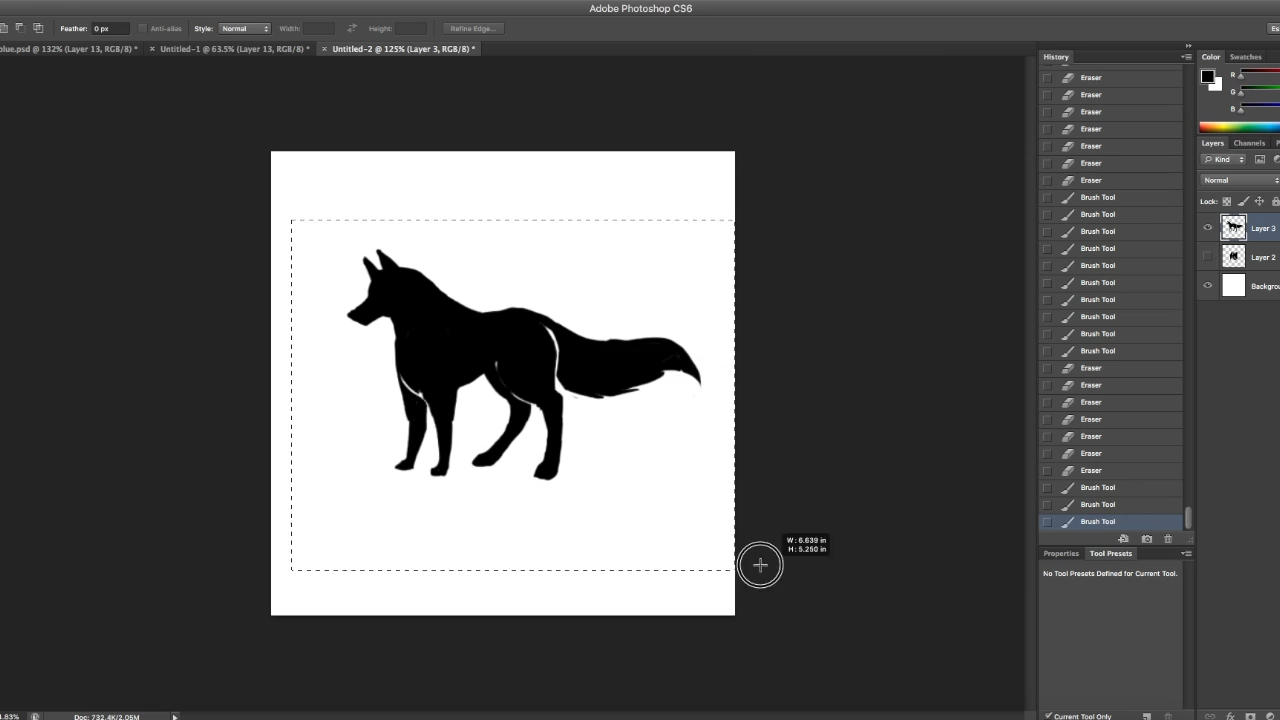 Adobe Photoshop CS6
Feather: 0 px Anti-alias Style: Normal Width: Height: Refine Edge...
blue.psd @ 132% (Layer 13, RGB/8) * × Untitled-1 @ 63.5% (Layer 13, RGB/8) * × Untitled-2 @ 125% (Layer 3, RGB/8) *
History
Eraser
Eraser
Eraser
Eraser
Eraser
Eraser
Eraser
Brush Tool
Brush Tool
Brush Tool
Brush Tool
Brush Tool
Brush Tool
Brush Tool
Brush Tool
Brush Tool
Brush Tool
Eraser
Eraser
Eraser
Eraser
Eraser
Eraser
Eraser
Brush Tool
Brush Tool
Brush Tool
Properties Tool Presets
No Tool Presets Defined for Current Tool.
Current Tool Only
Color Swatches
R
G
B
Layers Channels P
Kind
Normal
Lock:
Layer 3
Layer 2
Backgrou
W: 6.639 in
H: 5.250 in
Doc: 732.4K/2.05M